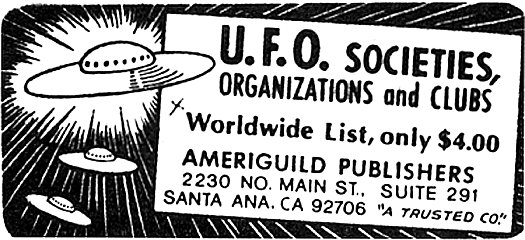 U.F.O. SOCIETIES,
ORGANIZATIONS and CLUBS
Worldwide List, only $4.00
AMERIGUILD PUBLISHERS
2230 NO. MAIN ST., SUITE 291
SANTA ANA, CA 92706 "A TRUSTED CO."